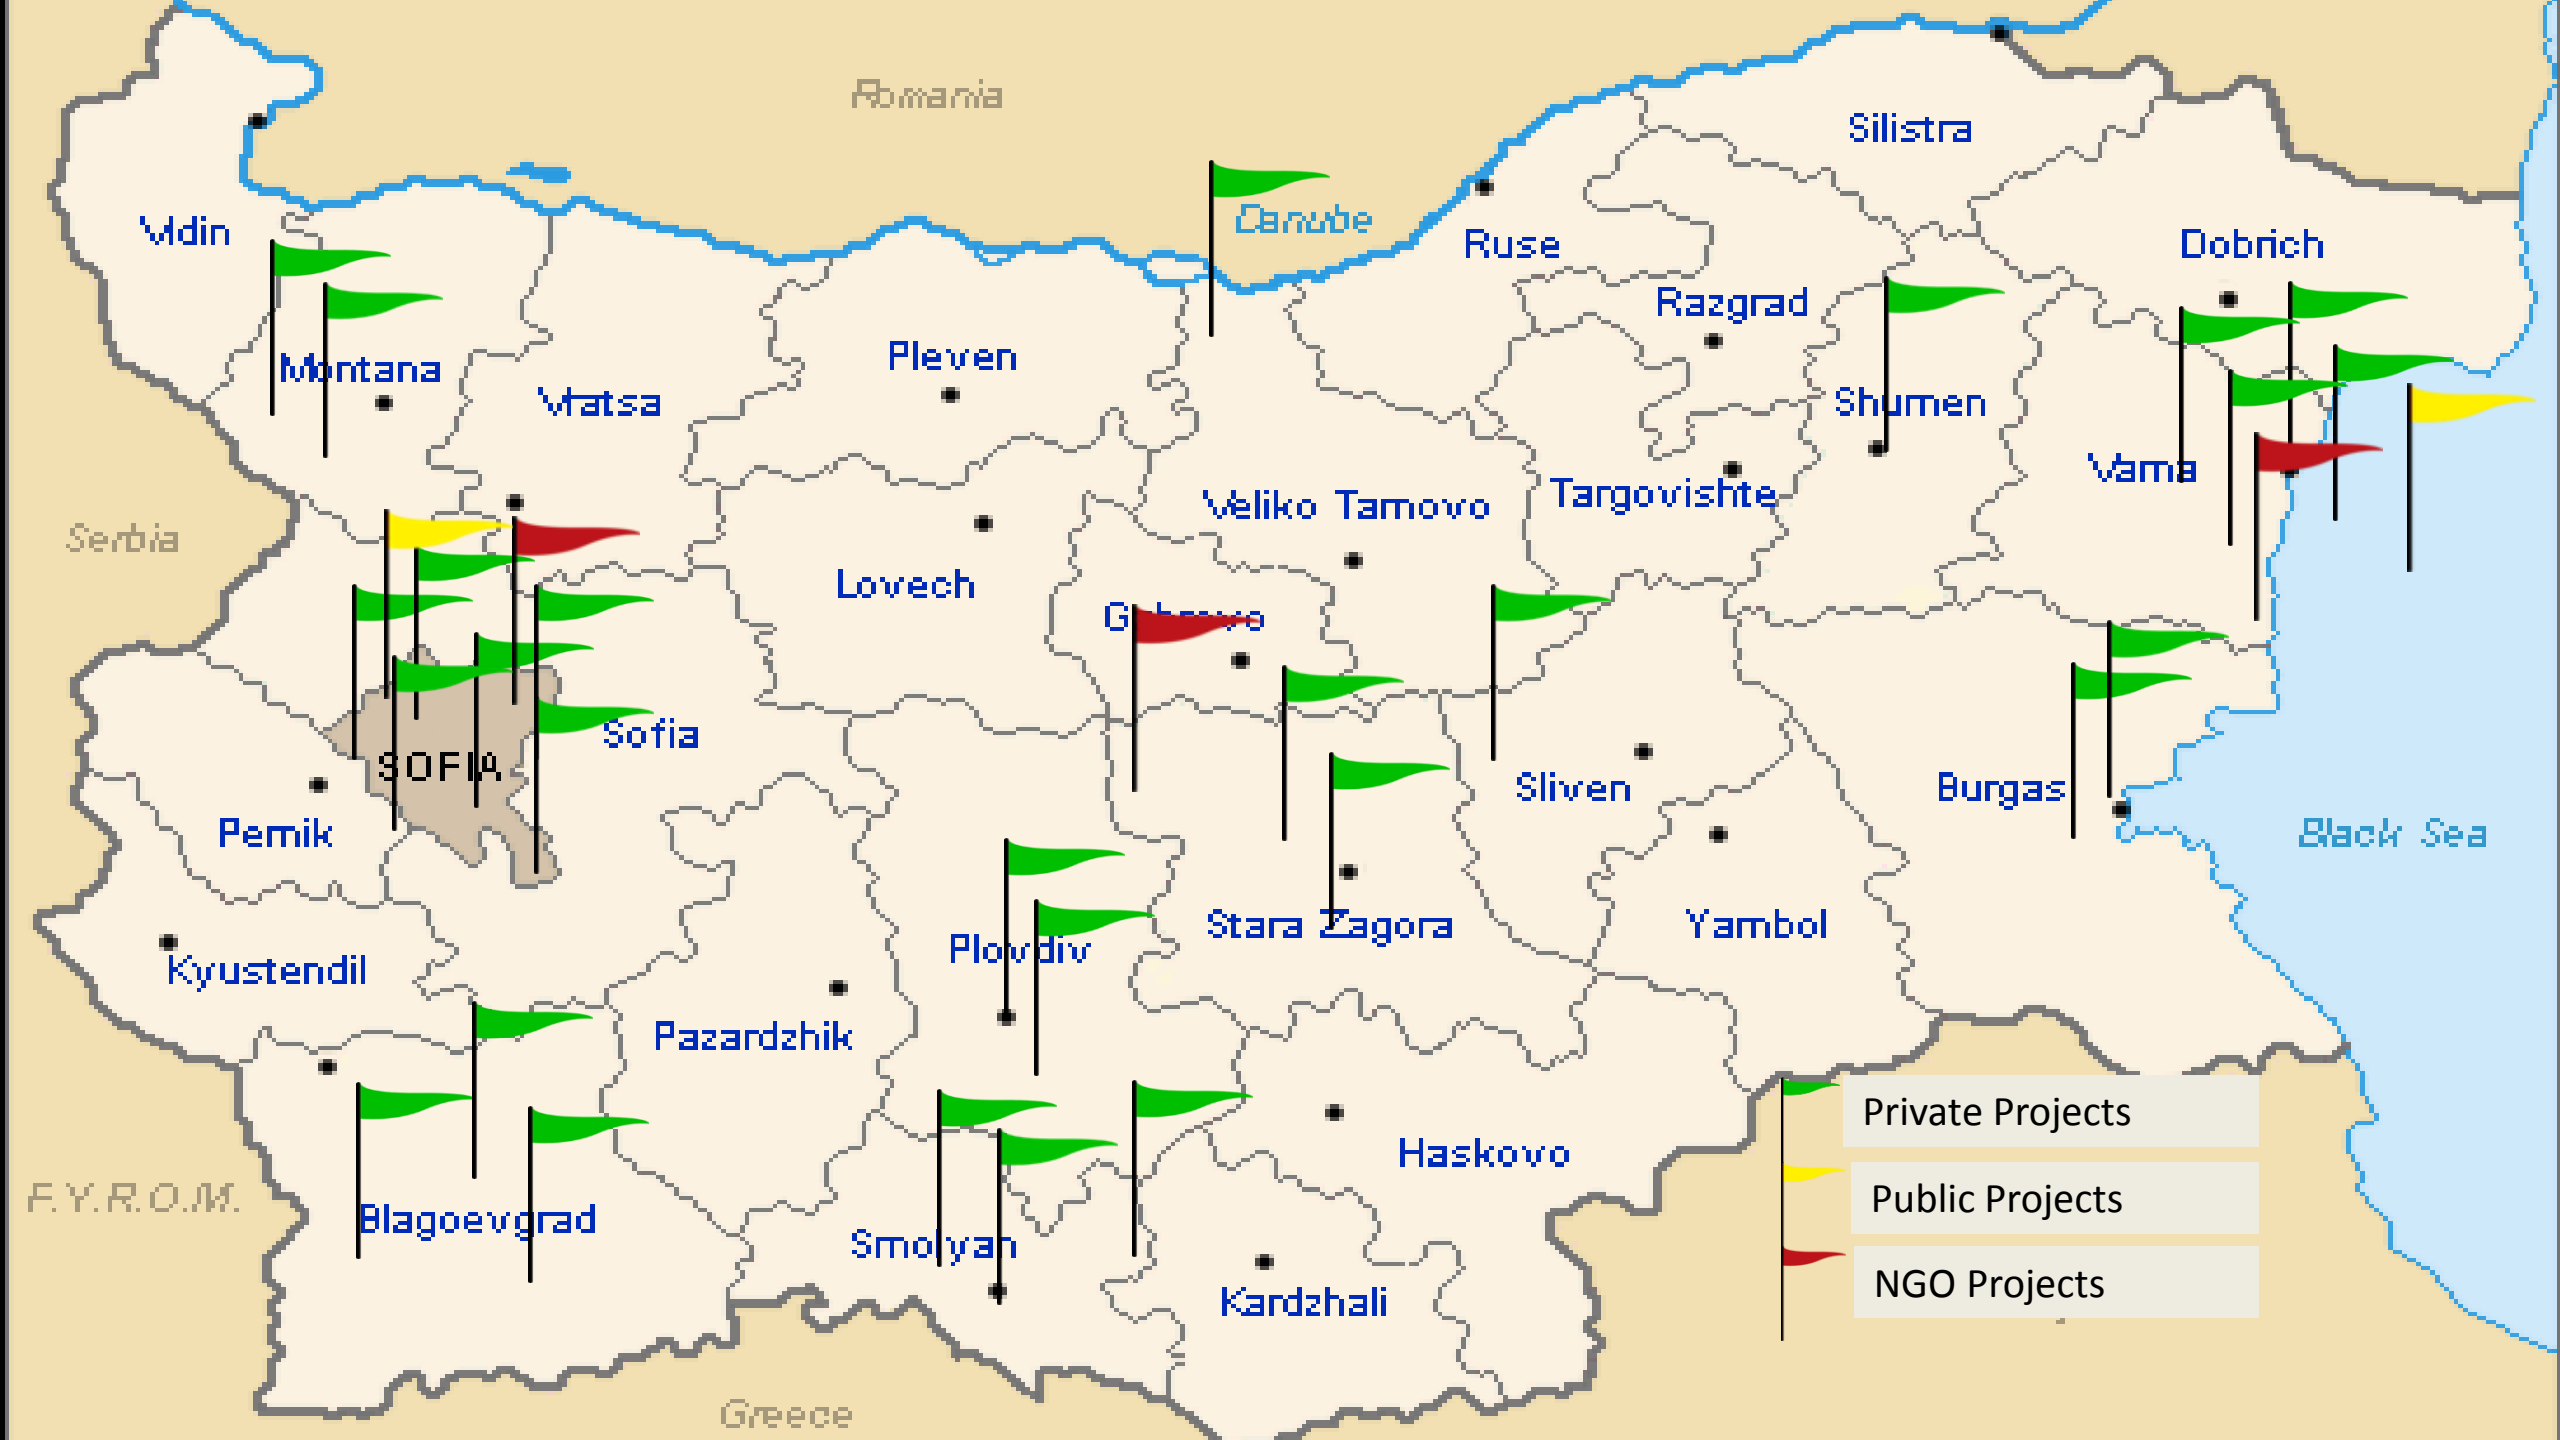 Romania
Silistra
Danube
Vidin
Ruse
Dobrich
Razgrad
Montana
Pleven
Vratsa
Shumen
Varna
Veliko Tarnovo
Targovishte
Serbia
Lovech
Gabrovo
Sofia
SOFIA
Sliven
Burgas
Pernik
Black Sea
Stara Zagora
Yambol
Plovdiv
Kyustendil
Pazardzhik
Private Projects
Haskovo
F.Y.R.O.M.
Public Projects
Blagoevgrad
Smolyan
NGO Projects
Kardzhali
Greece